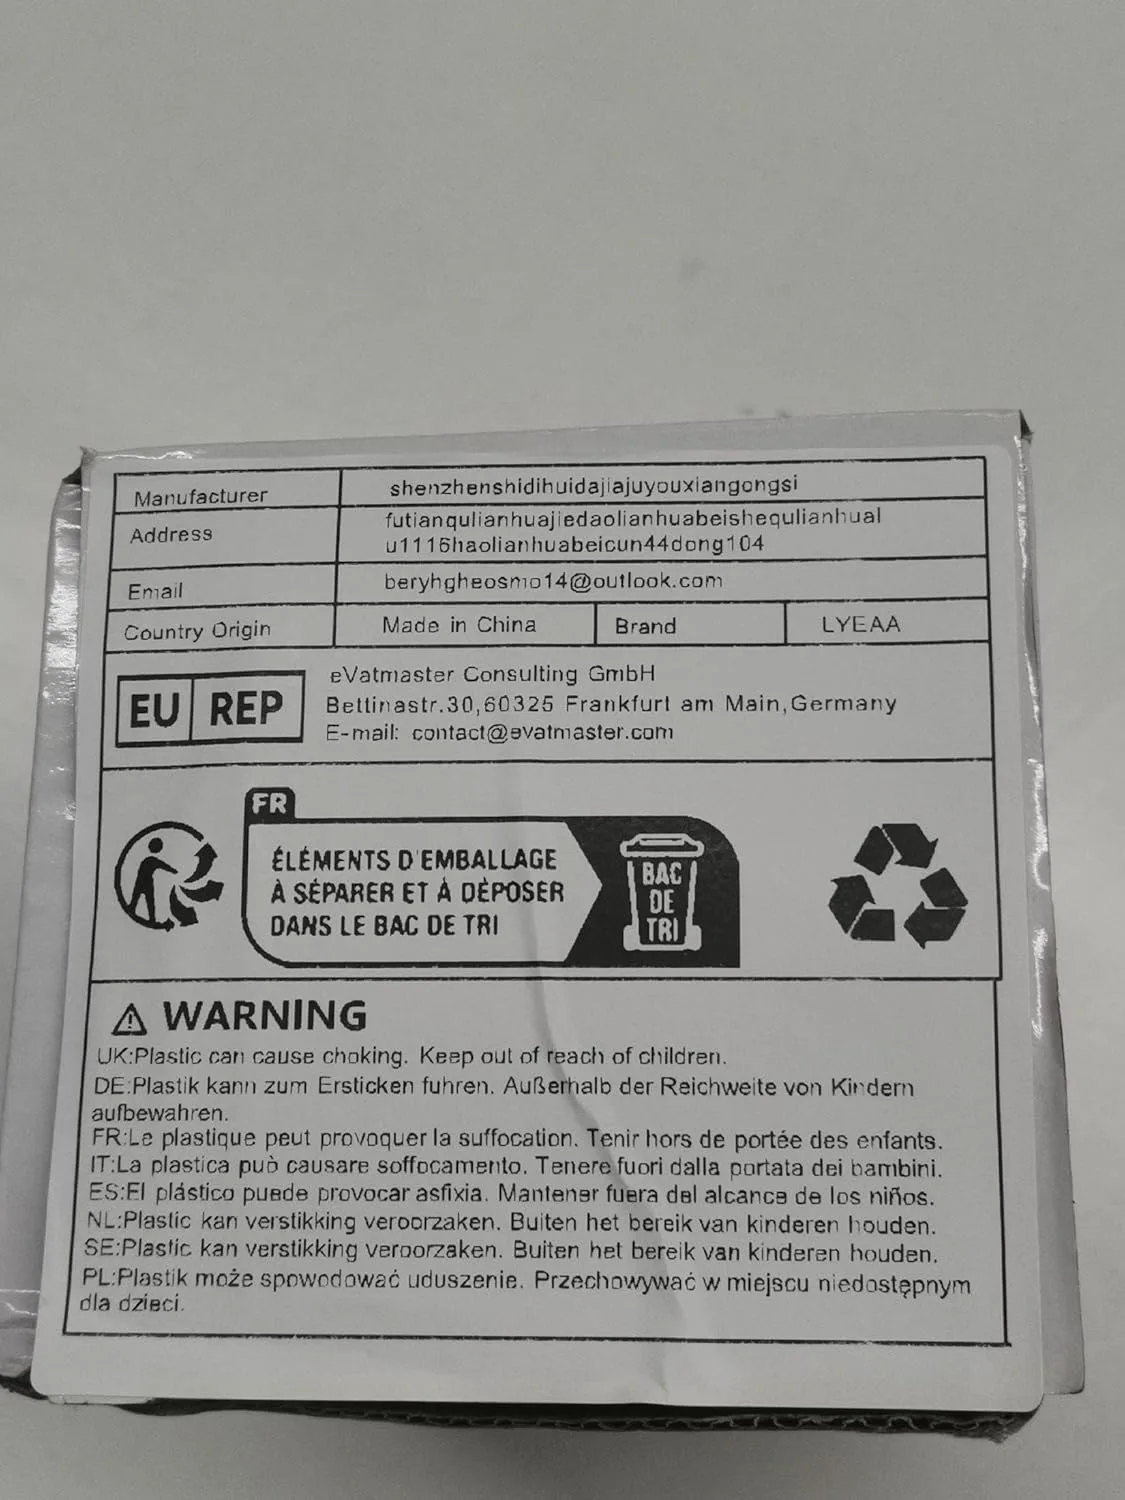 Manufacturer shenzhenshidihuidajiajuyouxiangongsi
Address futianqulianhuajiedaolianhuabeishequlianhual
u1116haolianhuabeicun44dong104
Email beryhgheosmo14@outlook.com
Country Origin Made in China Brand LYEAA
EU REP
eVatmaster Consulting GmbH
Bettinastr.30,60325 Frankfurt am Main,Germany
E-mail: contact@evatmaster.com
FR
ÉLÉMENTS D'EMBALLAGE
À SÉPARER ET À DÉPOSER
DANS LE BAC DE TRI
BAC
DE
TRI
WARNING
UK:Plastic can cause choking. Keep out of reach of children.
DE:Plastik kann zum Ersticken fuhren. Außerhalb der Reichweite von Kindern
aufbewahren.
FR:Le plastique peut provoquer la suffocation. Tenir hors de portée des enfants.
IT:La plastica può causare soffocamento. Tenere fuori dalla portata dei bambini.
ES:El plástico puede provocar asfixia. Mantener fuera del alcance de los niños.
NL:Plastic kan verstikking veroorzaken. Buiten het bereik van kinderen houden.
SE:Plastic kan verstikking veroorzaken. Buiten het bereik van kinderen houden.
PL:Plastik może spowodować uduszenie. Przechowywać w miejscu niedostępnym
dla dzieci.